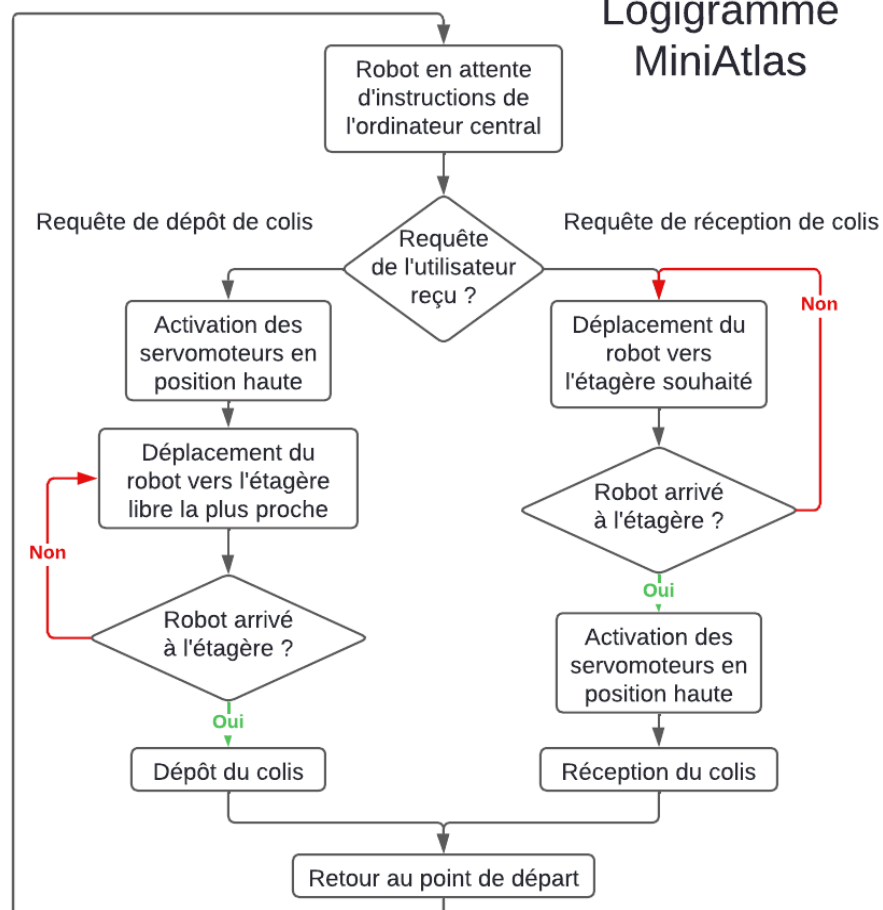 Logigramme
MiniAtlas
Robot en attente
d'instructions de
l'ordinateur central
Requête de dépôt de colis
Requête de réception de colis
Requête
de l'utilisateur
reçu ?
Activation des
servomoteurs en
position haute
Déplacement du
robot vers
l'étagère souhaité
Non
Déplacement du
robot vers l'étagère
libre la plus proche
Robot arrivé
à l'étagère ?
Non
Oui
Robot arrivé
à l'étagère ?
Activation des
servomoteurs en
position haute
Oui
Dépôt du colis
Réception du colis
Retour au point de départ